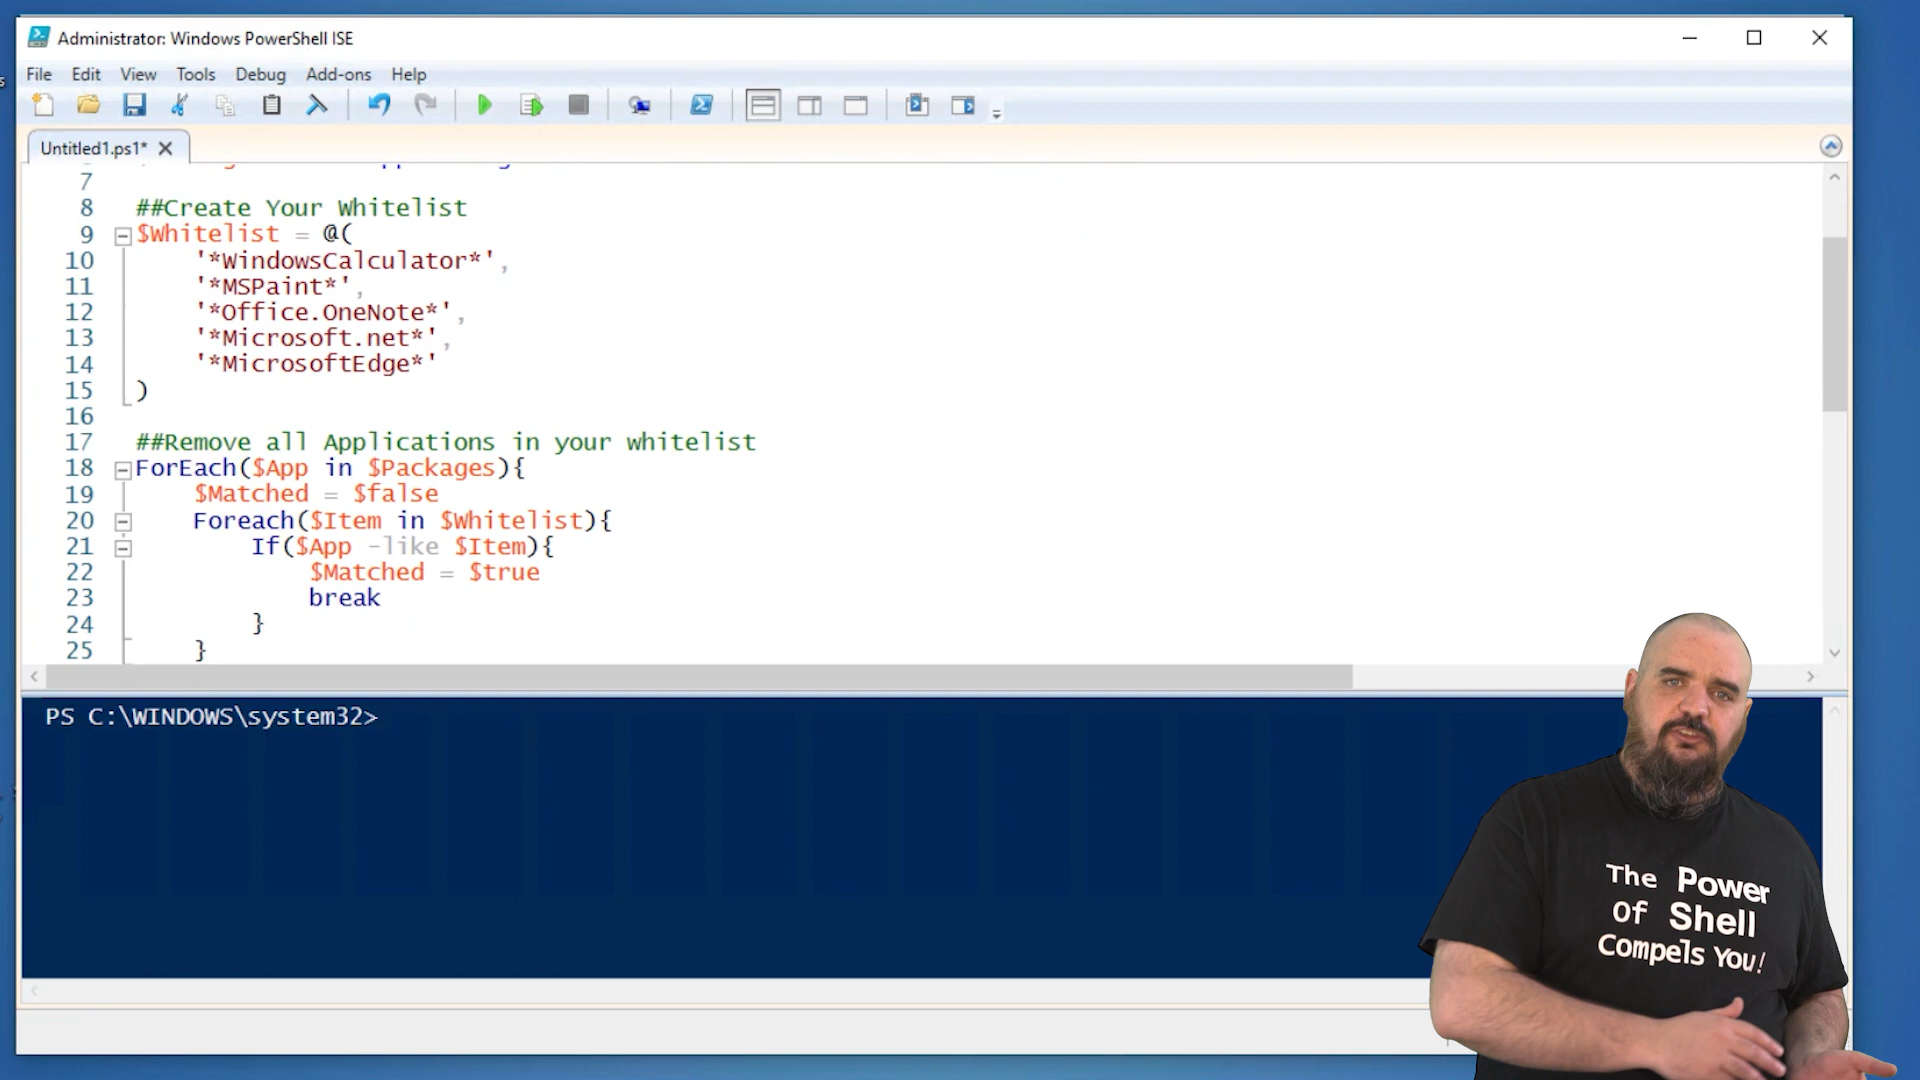 Administrator: Windows PowerShell ISE
File Edit View Tools Debug Add-ons Help
Untitled1.ps1*
7
8 ##Create Your Whitelist
9 $Whitelist = @(
10 '*WindowsCalculator*',
11 '*MSPaint*',
12 '*Office.OneNote*',
13 '*Microsoft.net*',
14 '*MicrosoftEdge*'
15 )
16
17 ##Remove all Applications in your whitelist
18 ForEach($App in $Packages){
19 $Matched = $false
20 Foreach($Item in $Whitelist){
21 If($App -like $Item){
22 $Matched = $true
23 break
24 }
25 }
PS C:\WINDOWS\system32>
The Power
Of Shell
Compels You!